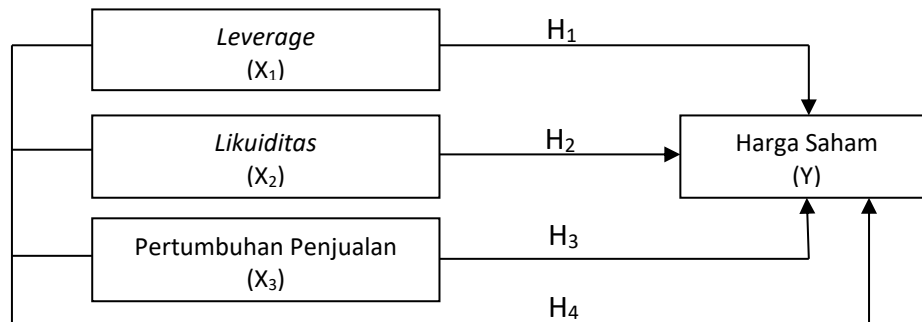 Leverage
(X₁)
H₁
Likuiditas
(X₂)
H₂
Harga Saham
(Y)
Pertumbuhan Penjualan
(X₃)
H₃
H₄